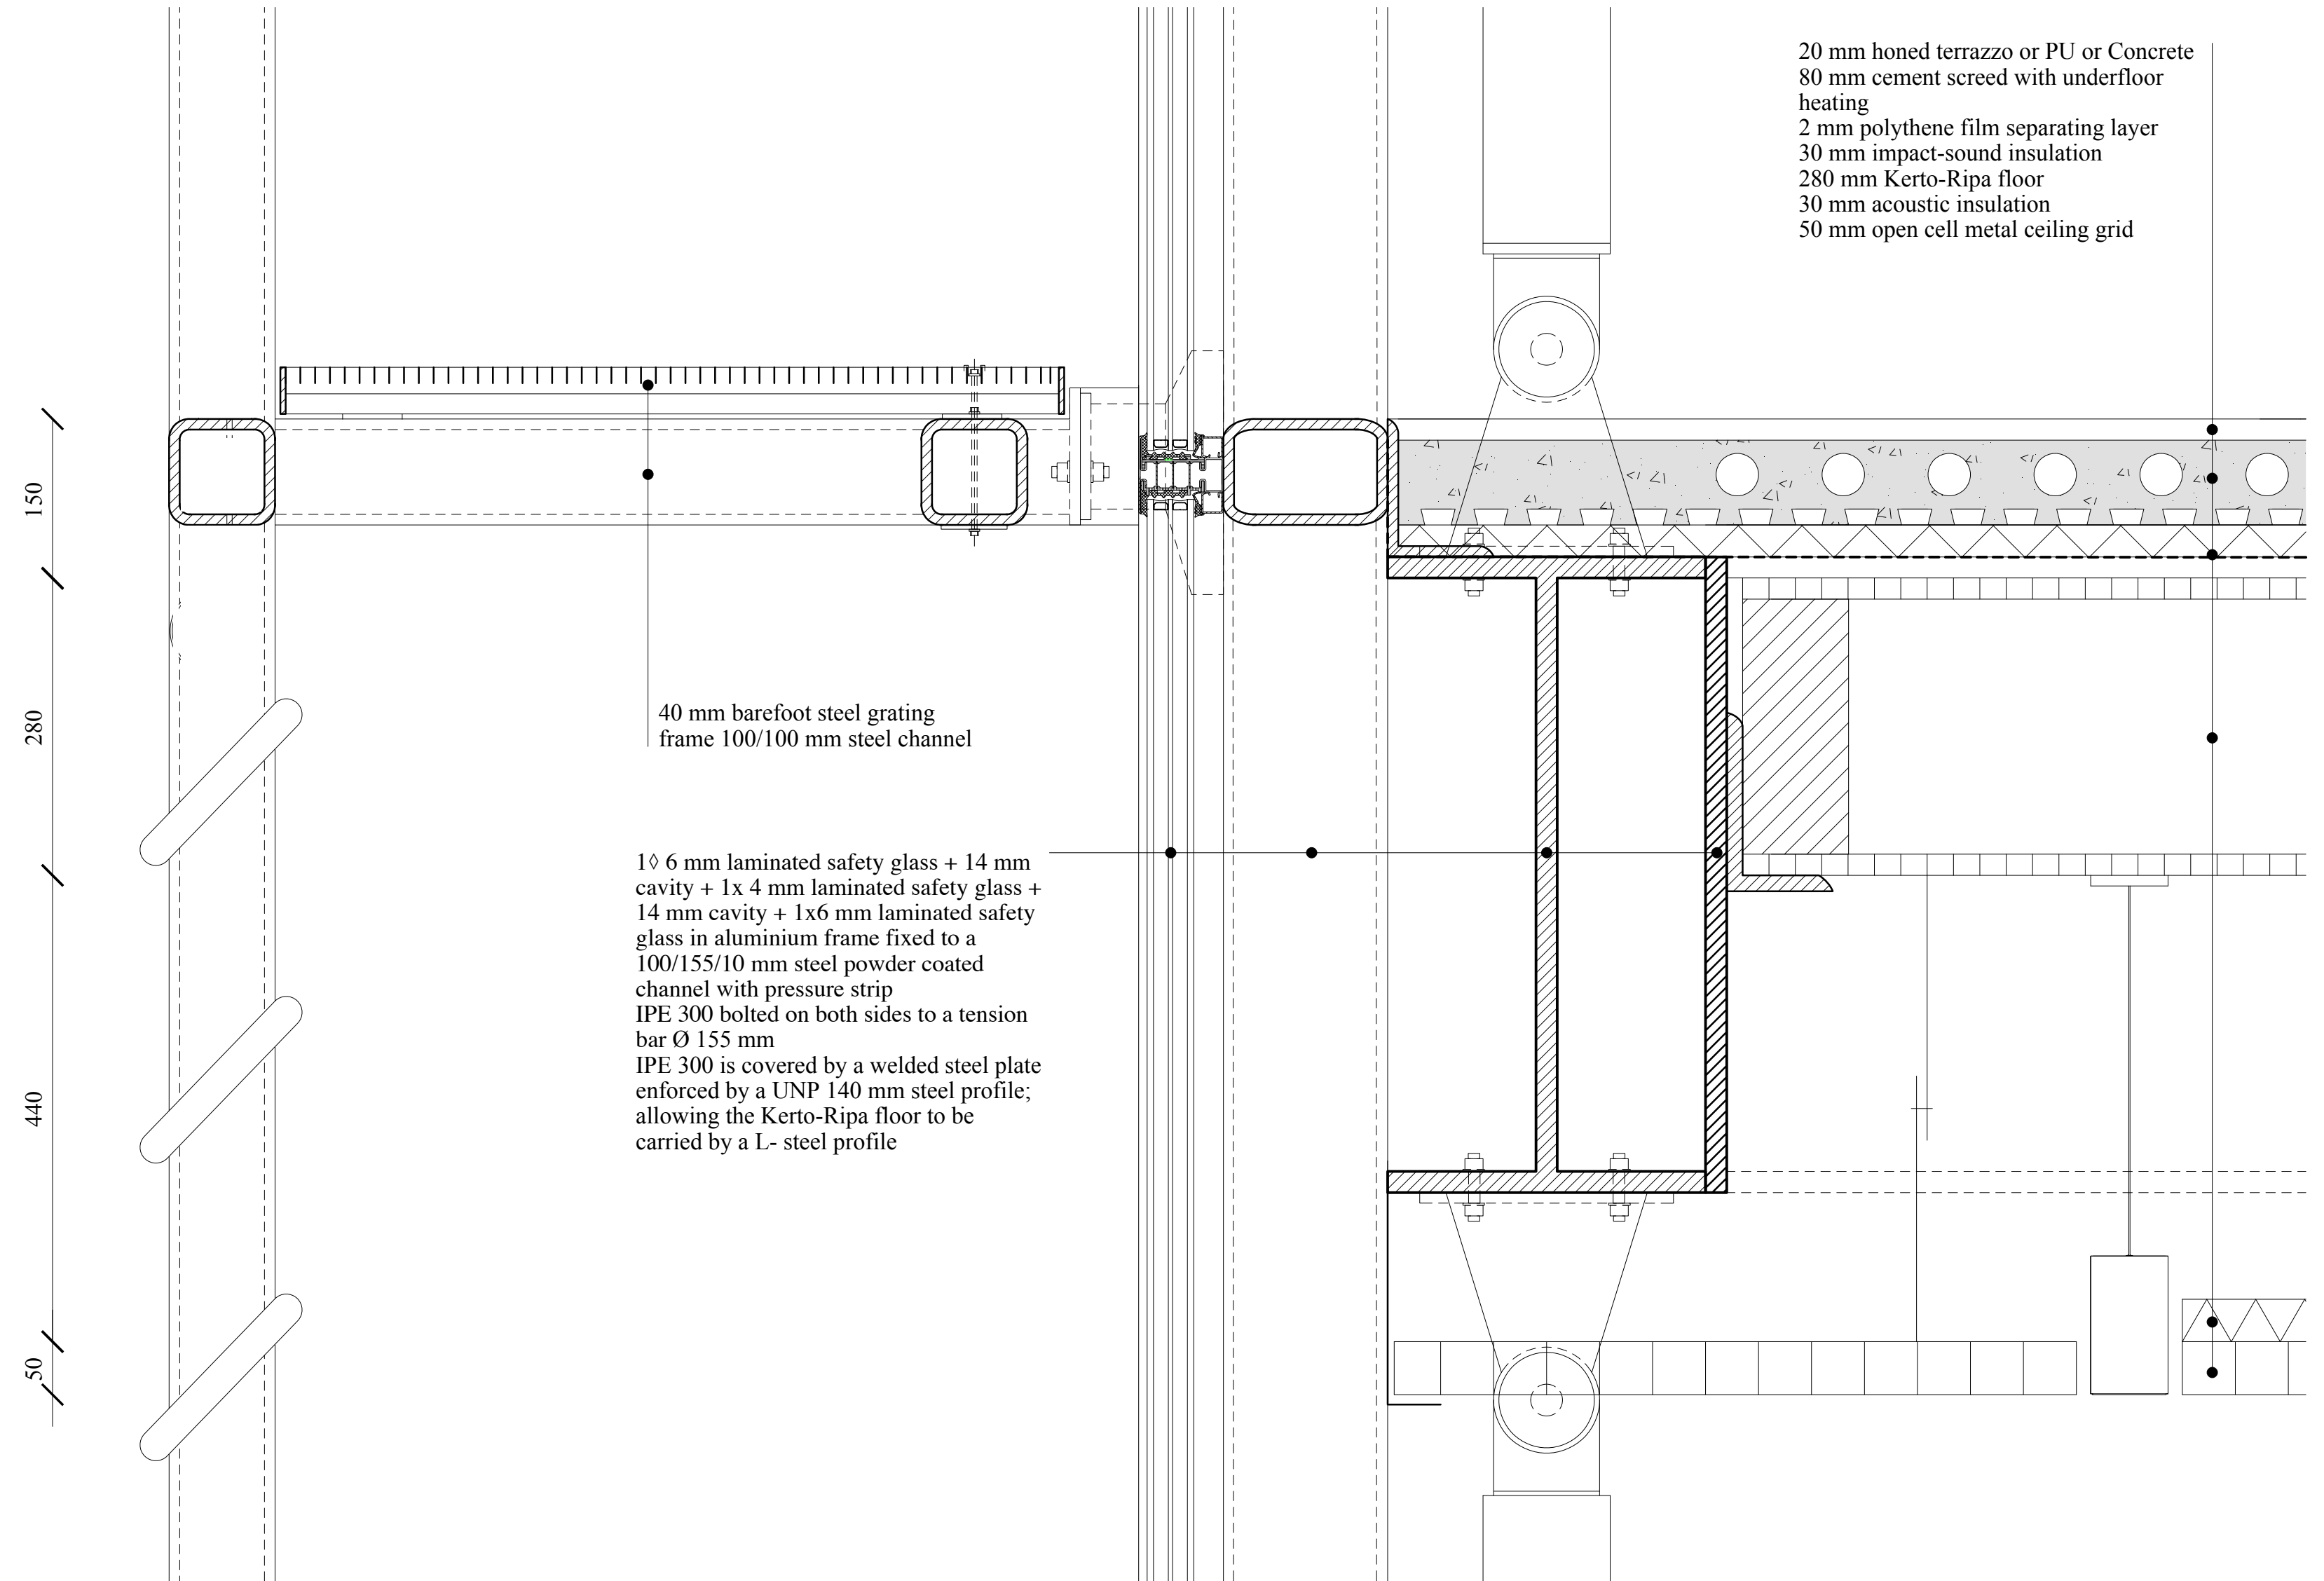 20 mm honed terrazzo or PU or Concrete
80 mm cement screed with underfloor
heating
2 mm polythene film separating layer
30 mm impact-sound insulation
280 mm Kerto-Ripa floor
30 mm acoustic insulation
50 mm open cell metal ceiling grid
150
280
440
50
40 mm barefoot steel grating
frame 100/100 mm steel channel
1◊ 6 mm laminated safety glass + 14 mm
cavity + 1x 4 mm laminated safety glass +
14 mm cavity + 1x6 mm laminated safety
glass in aluminium frame fixed to a
100/155/10 mm steel powder coated
channel with pressure strip
IPE 300 bolted on both sides to a tension
bar Ø 155 mm
IPE 300 is covered by a welded steel plate
enforced by a UNP 140 mm steel profile;
allowing the Kerto-Ripa floor to be
carried by a L- steel profile